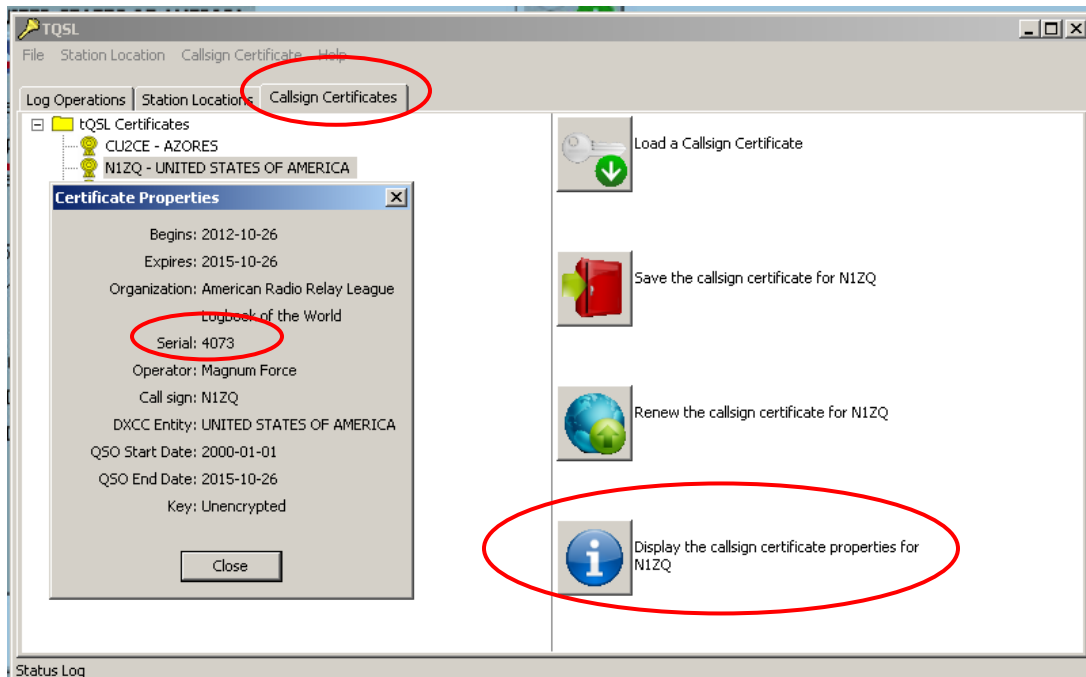 TQSL
File Station Location Callsign Certificate Help
Log Operations Station Locations Callsign Certificates
tQSL Certificates
CU2CE - AZORES
N1ZQ - UNITED STATES OF AMERICA
Certificate Properties
Begins: 2012-10-26
Expires: 2015-10-26
Organization: American Radio Relay League
Logbook of the World
Serial: 4073
Operator: Magnum Force
Call sign: N1ZQ
DXCC Entity: UNITED STATES OF AMERICA
QSO Start Date: 2000-01-01
QSO End Date: 2015-10-26
Key: Unencrypted
Close
Load a Callsign Certificate
Save the callsign certificate for N1ZQ
Renew the callsign certificate for N1ZQ
Display the callsign certificate properties for
N1ZQ
Status Log